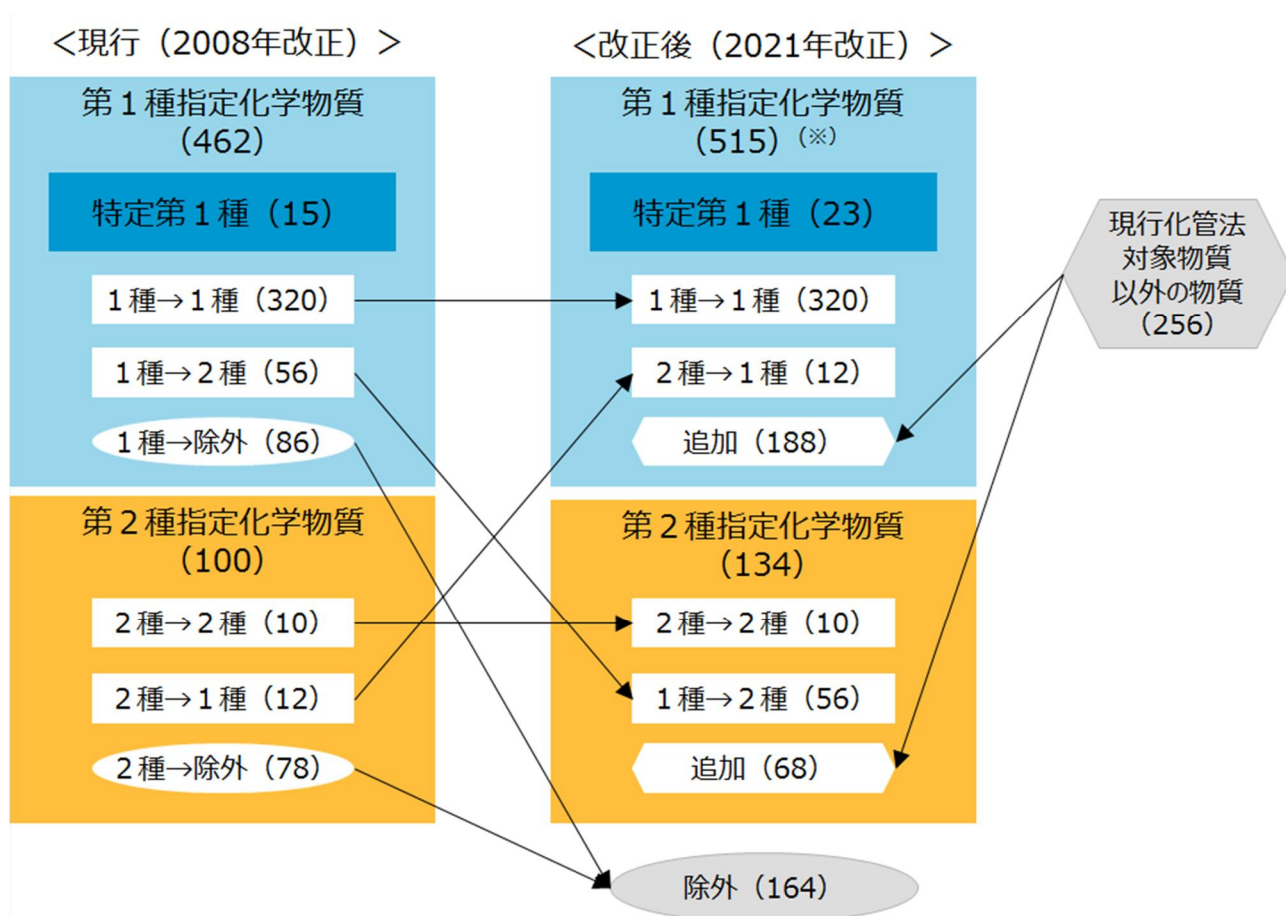 ＜現行（2008年改正）＞
第１種指定化学物質
（462）
特定第１種（15）
１種→１種（320）
１種→２種（56）
１種→除外（86）
第２種指定化学物質
（100）
２種→２種（10）
２種→１種（12）
２種→除外（78）
＜改正後（2021年改正）＞
第１種指定化学物質
（515）（※）
特定第１種（23）
１種→１種（320）
２種→１種（12）
追加（188）
第２種指定化学物質
（134）
２種→２種（10）
１種→２種（56）
追加（68）
除外（164）
現行化管法
対象物質
以外の物質
（256）